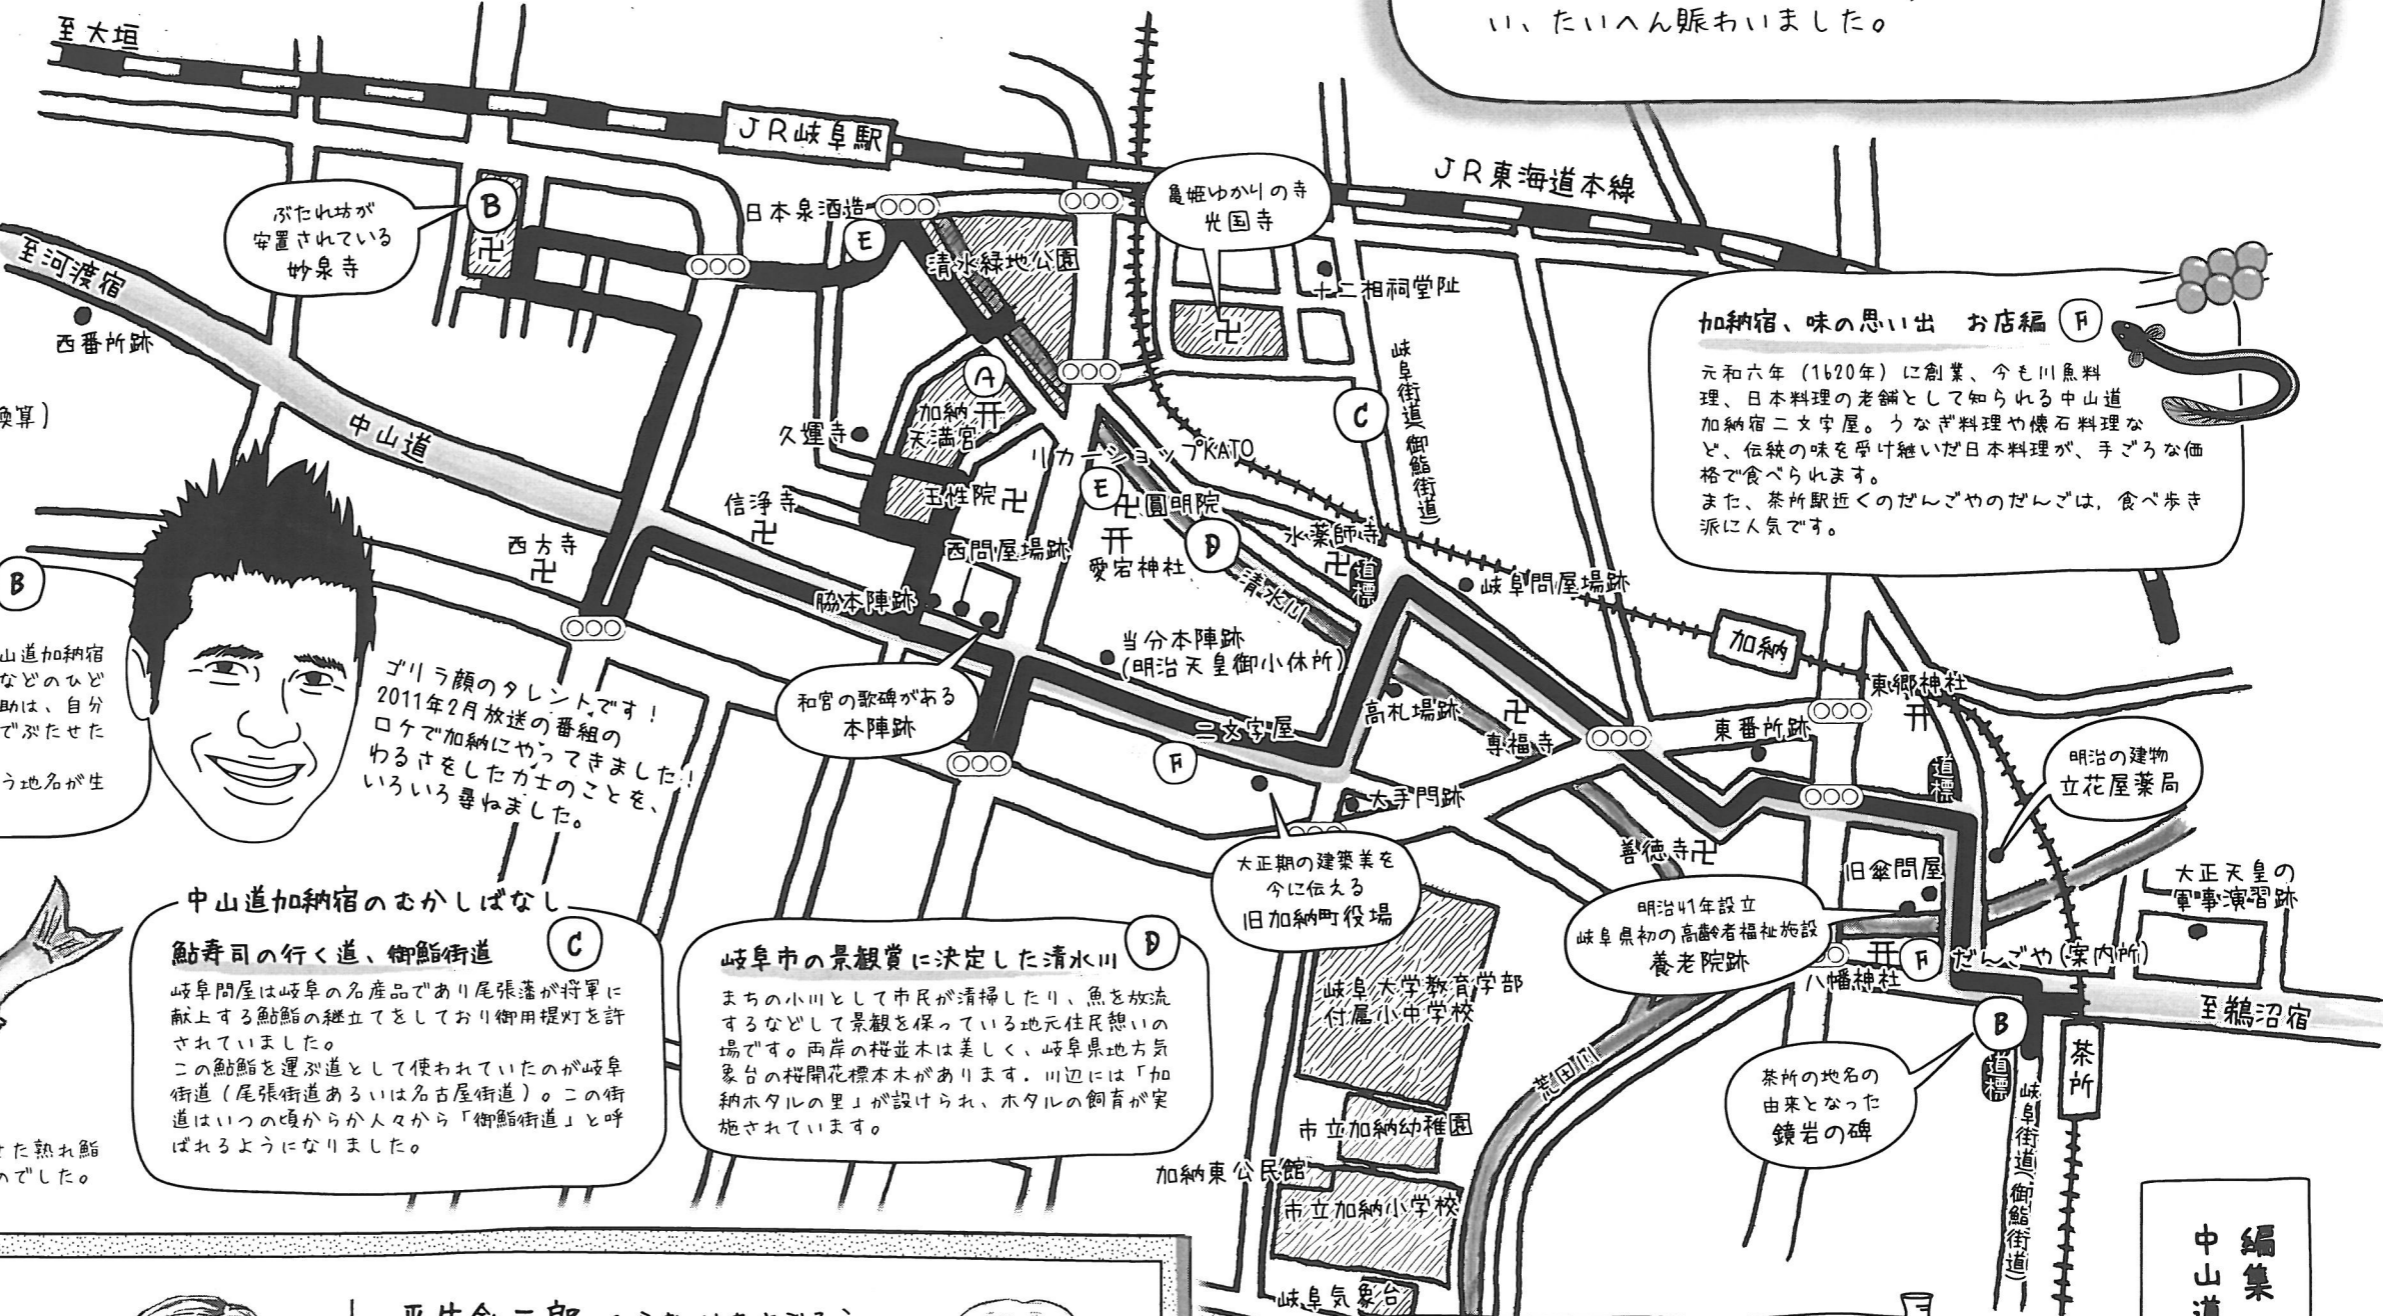 い、たいへん賑わいました。
至大垣
JR岐阜駅
JR東海道本線
日本泉酒造
E
清水緑地公園
亀姫ゆかりの寺
光国寺
十二相祠堂址
B
ぶたれ坊が
安置されている
妙泉寺
至河渡宿
西番所跡
中山道
換算)
A
加納
天満宮
久運寺
玉性院
信浄寺
西方寺
西問屋場跡
脇本陣跡
和宮の歌碑がある
本陣跡
リカーショップKATO
E
圓明院
愛宕神社
D
清水川
水薬師寺
道標
C
岐阜街道(御鮨街道)
岐阜問屋場跡
当分本陣跡
(明治天皇御小休所)
二文字屋
F
高札場跡
専福寺
大手門跡
大正期の建築美を
今に伝える
旧加納町役場
加納
東郷神社
東番所跡
道標
明治の建物
立花屋薬局
善徳寺
旧傘問屋
明治41年設立
岐阜県初の高齢者福祉施設
養老院跡
八幡神社
F
だんごや(案内所)
大正天皇の
軍事演習跡
至鵜沼宿
B
道標
茶所
茶所の地名の
由来となった
鏡岩の碑
岐阜街道(御鮨街道)
荒田川
岐阜大学教育学部
付属小中学校
市立加納幼稚園
加納東公民館
市立加納小学校
岐阜気象台
加納宿、味の思い出 お店編 F
元和六年(1620年)に創業、今も川魚料
理、日本料理の老舗として知られる中山道
加納宿二文字屋。うなぎ料理や懐石料理な
ど、伝統の味を受け継いだ日本料理が、手ごろな価
格で食べられます。
また、茶所駅近くのだんごやのだんごは、食べ歩き
派に人気です。
B
山道加納宿
などのひど
助は、自分
でぶたせた
う地名が生
ゴリラ顔のタレントです!
2011年2月放送の番組の
ロケで加納にやってきました!
わるさをした力士のことを、
いろいろ尋ねました。
中山道加納宿のむかしばなし
鮎寿司の行く道、御鮨街道 C
岐阜問屋は岐阜の名産品であり尾張藩が将軍に
献上する鮎鮨の継立てをしており御用提灯を許
されていました。
この鮎鮨を運ぶ道として使われていたのが岐阜
街道(尾張街道あるいは名古屋街道)。この街
道はいつの頃からか人々から「御鮨街道」と呼
ばれるようになりました。
岐阜市の景観賞に決定した清水川 D
まちの小川として市民が清掃したり、魚を放流
するなどして景観を保っている地元住民憩いの
場です。両岸の桜並木は美しく、岐阜県地方気
象台の桜開花標本木があります。川辺には「加
納ホタルの里」が設けられ、ホタルの飼育が実
施されています。
せた熟れ鮨
のでした。
編集
中山道